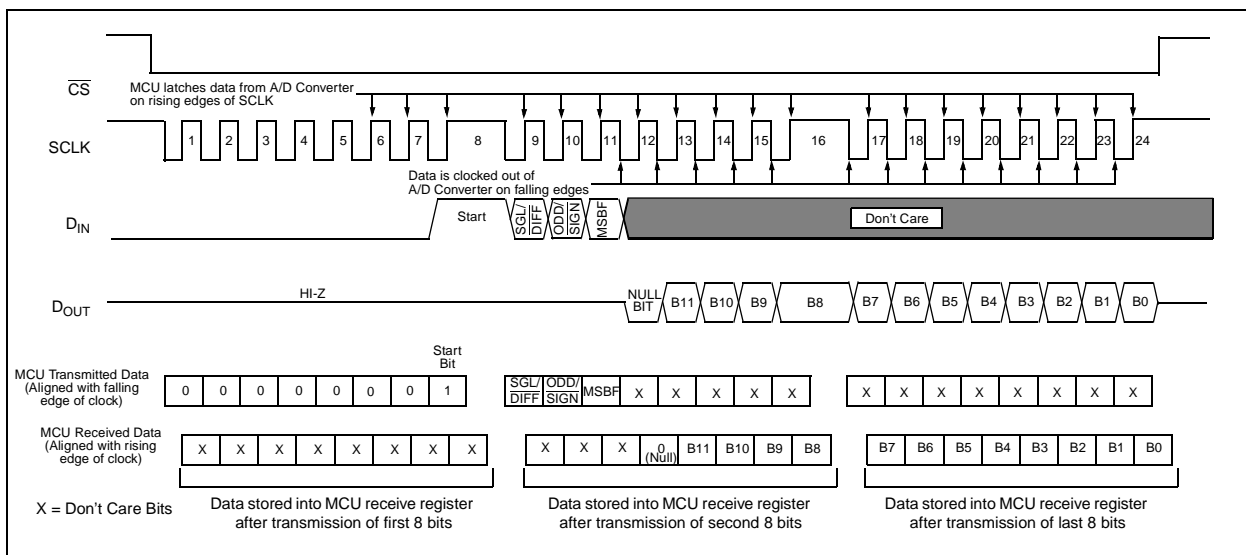 CS
MCU latches data from A/D Converter
on rising edges of SCLK
SCLK
1 2 3 4 5 6 7 8 9 10 11 12 13 14 15 16 17 18 19 20 21 22 23 24
Data is clocked out of
A/D Converter on falling edges
DIN
Start
SGL/
DIFF
ODD/
SIGN
MSBF
Don't Care
DOUT
HI-Z
NULL
BIT
B11 B10 B9 B8 B7 B6 B5 B4 B3 B2 B1 B0
Start
Bit
MCU Transmitted Data
(Aligned with falling
edge of clock)
0 0 0 0 0 0 0 1
SGL/
DIFF
ODD/
SIGN
MSBF X X X X X
X X X X X X X X
MCU Received Data
(Aligned with rising
edge of clock)
X X X X X X X X
X X X 0
(Null)
B11 B10 B9 B8
B7 B6 B5 B4 B3 B2 B1 B0
X = Don't Care Bits
Data stored into MCU receive register
after transmission of first 8 bits
Data stored into MCU receive register
after transmission of second 8 bits
Data stored into MCU receive register
after transmission of last 8 bits